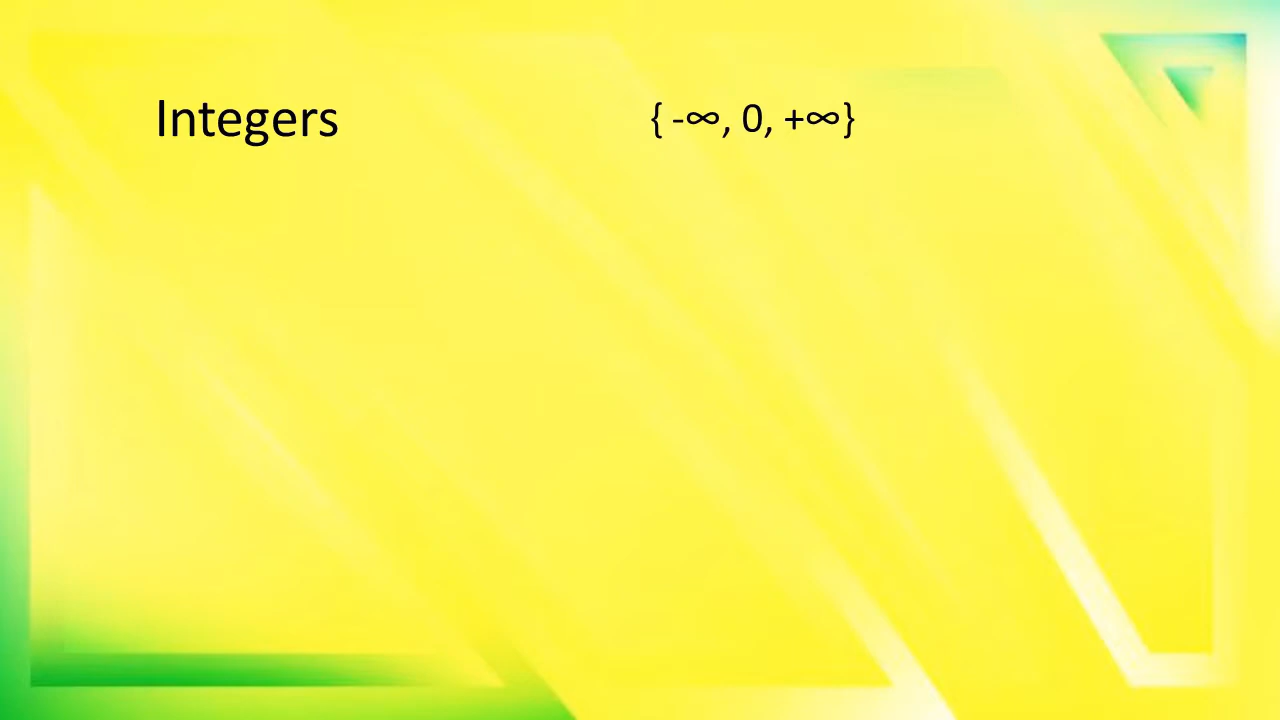 Integers { -∞, 0, +∞}